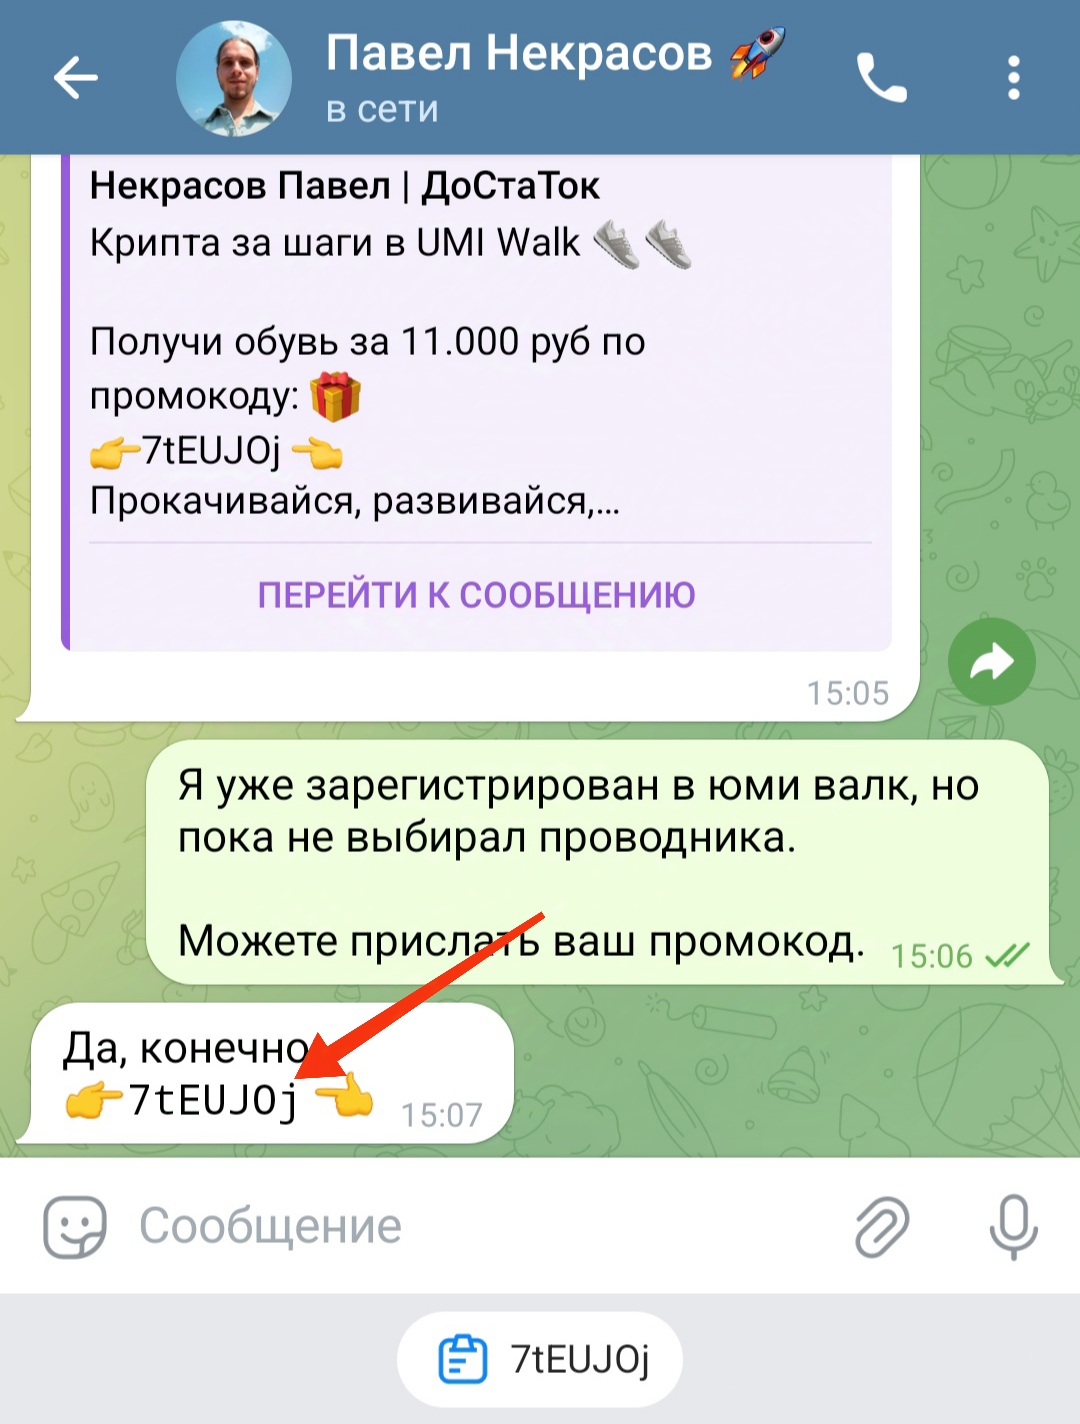 Павел Некрасов 🚀
в сети
Некрасов Павел | ДоСтаТок
Крипта за шаги в UMI Walk 👟👟
Получи обувь за 11.000 руб по
промокоду: 🎁
👉7tEUJOj 👈
Прокачивайся, развивайся,...
ПЕРЕЙТИ К СООБЩЕНИЮ
15:05
Я уже зарегистрирован в юми валк, но
пока не выбирал проводника.
Можете прислать ваш промокод.
15:06
Да, конечно
👉7tEUJOj 👈
15:07
Сообщение
7tEUJOj